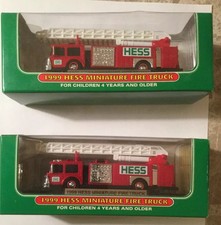 HESS
1999 HESS MINIATURE FIRE TRUCK
FOR CHILDREN 4 YEARS AND OLDER
HESS
1999 HESS MINIATURE FIRE TRUCK
FOR CHILDREN 4 YEARS AND OLDER